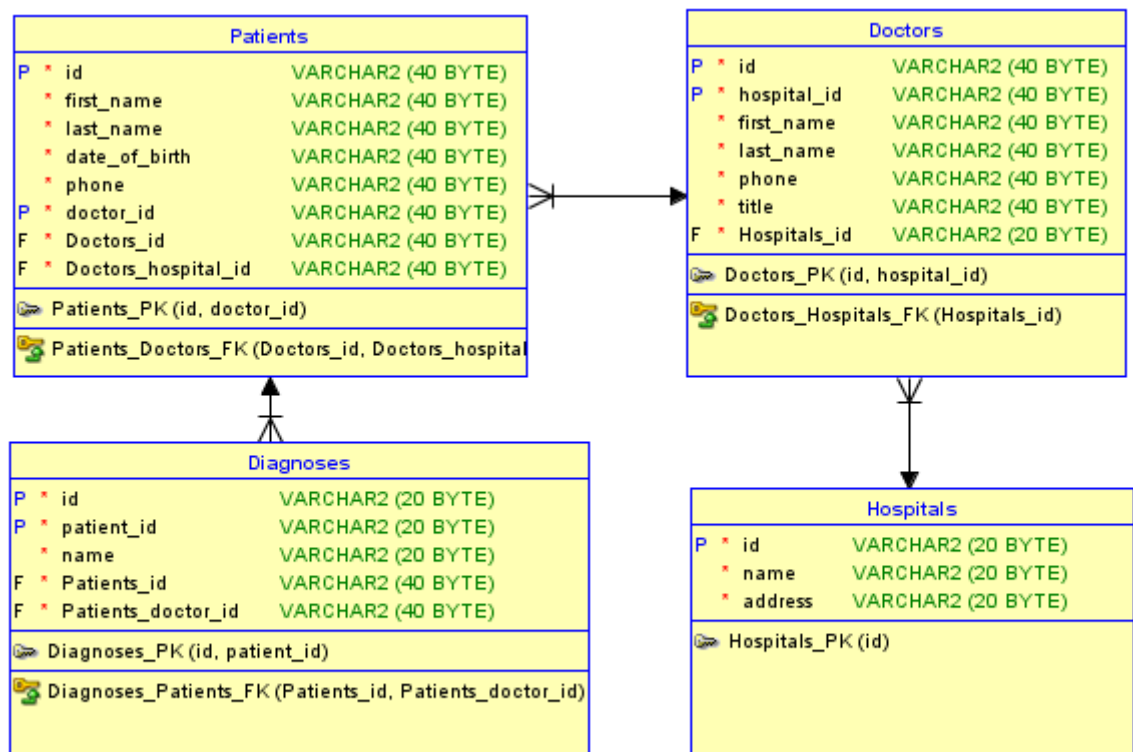 Patients
P * id VARCHAR2 (40 BYTE)
* first_name VARCHAR2 (40 BYTE)
* last_name VARCHAR2 (40 BYTE)
* date_of_birth VARCHAR2 (40 BYTE)
* phone VARCHAR2 (40 BYTE)
P * doctor_id VARCHAR2 (40 BYTE)
F * Doctors_id VARCHAR2 (40 BYTE)
F * Doctors_hospital_id VARCHAR2 (40 BYTE)
Patients_PK (id, doctor_id)
Patients_Doctors_FK (Doctors_id, Doctors_hospital
Doctors
P * id VARCHAR2 (40 BYTE)
P * hospital_id VARCHAR2 (40 BYTE)
* first_name VARCHAR2 (40 BYTE)
* last_name VARCHAR2 (40 BYTE)
* phone VARCHAR2 (40 BYTE)
* title VARCHAR2 (40 BYTE)
F * Hospitals_id VARCHAR2 (20 BYTE)
Doctors_PK (id, hospital_id)
Doctors_Hospitals_FK (Hospitals_id)
Diagnoses
P * id VARCHAR2 (20 BYTE)
P * patient_id VARCHAR2 (20 BYTE)
* name VARCHAR2 (20 BYTE)
F * Patients_id VARCHAR2 (40 BYTE)
F * Patients_doctor_id VARCHAR2 (40 BYTE)
Diagnoses_PK (id, patient_id)
Diagnoses_Patients_FK (Patients_id, Patients_doctor_id)
Hospitals
P * id VARCHAR2 (20 BYTE)
* name VARCHAR2 (20 BYTE)
* address VARCHAR2 (20 BYTE)
Hospitals_PK (id)